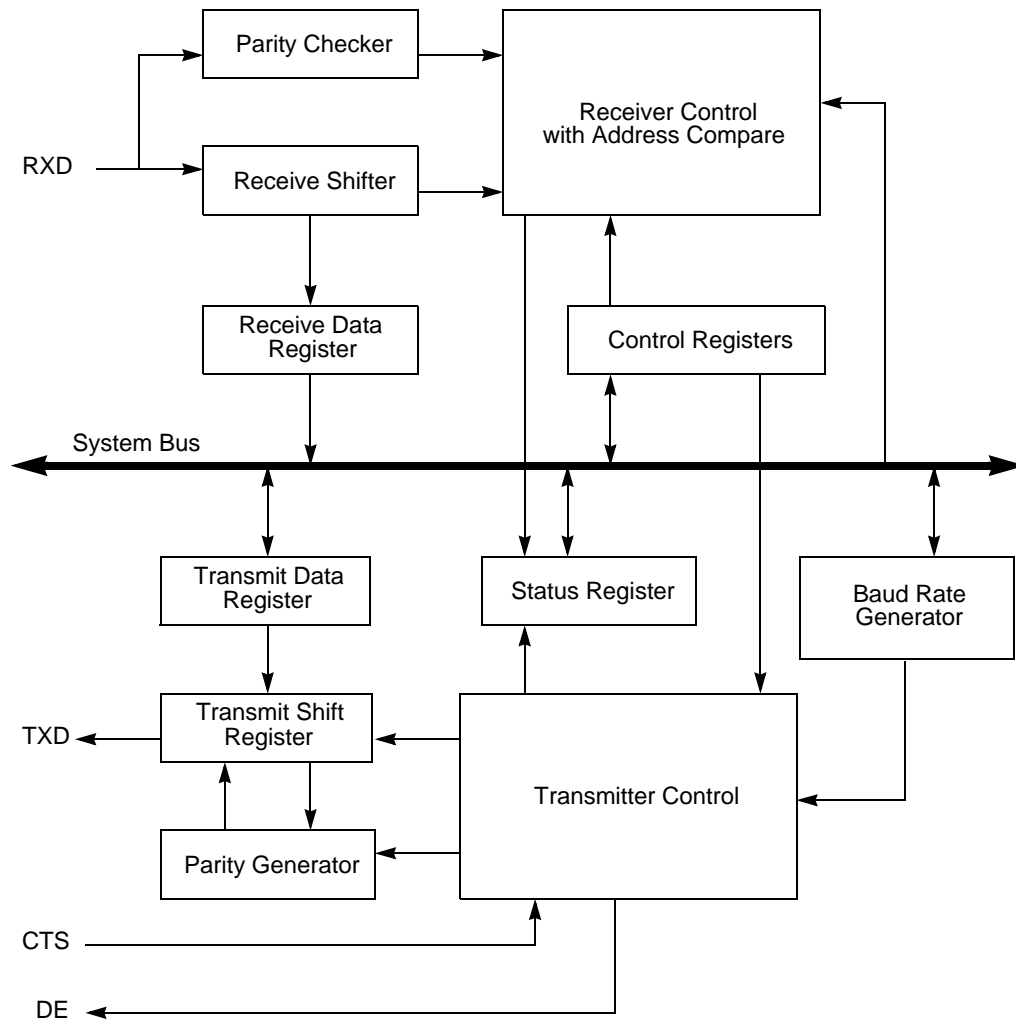 Parity Checker
Receiver Control
with Address Compare
RXD
Receive Shifter
Receive Data
Register
Control Registers
System Bus
Transmit Data
Register
Status Register
Baud Rate
Generator
TXD
Transmit Shift
Register
Transmitter Control
Parity Generator
CTS
DE